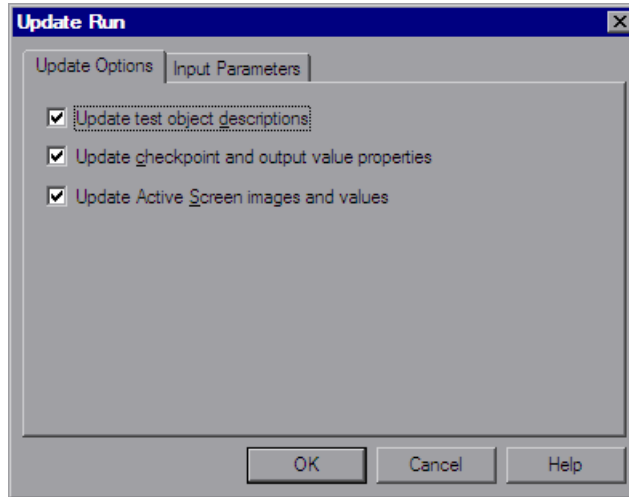 Update Run
Update Options Input Parameters
Update test object descriptions
Update checkpoint and output value properties
Update Active Screen images and values
OK Cancel Help